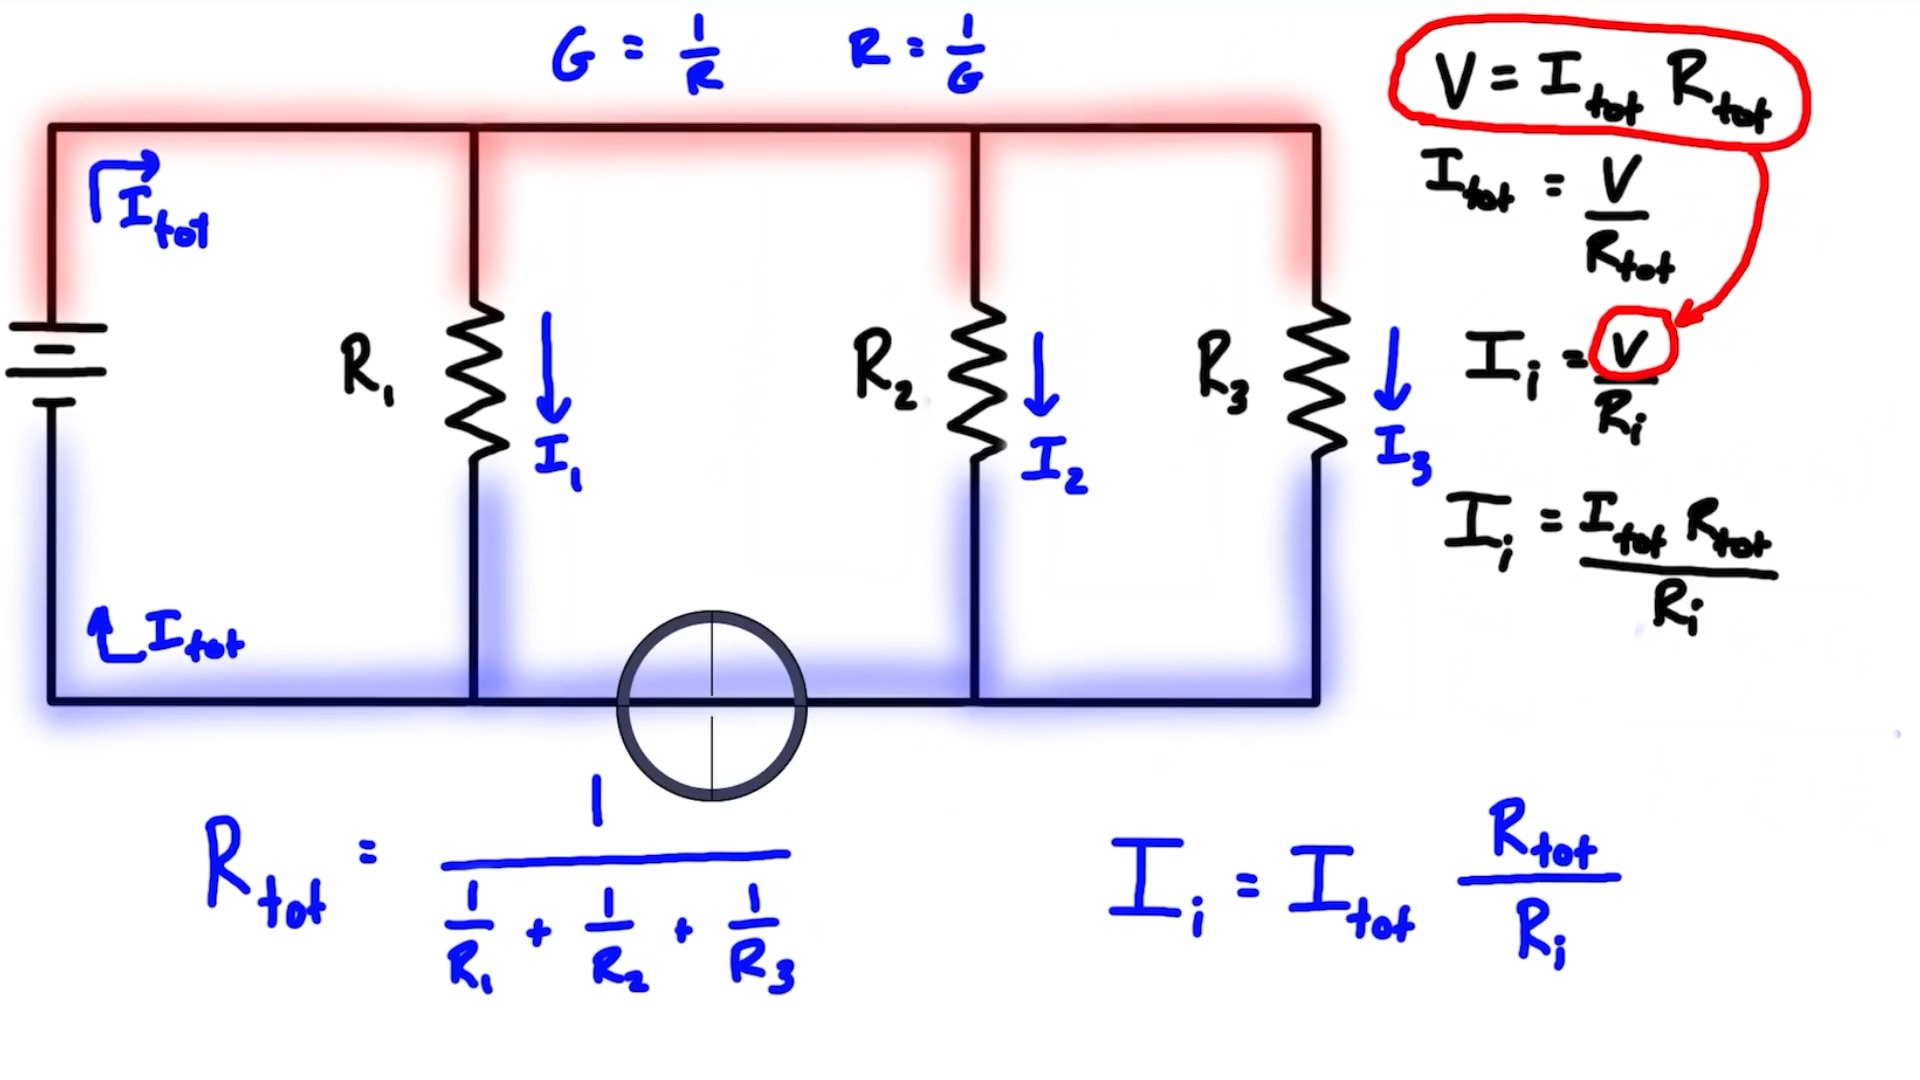 G = 1/R
R = 1/G
V = I_tot R_tot
I_tot = V/R_tot
I_i = V/R_i
I_i = I_tot R_tot/R_i
I_tot
R_1
I_1
R_2
I_2
R_3
I_3
I_tot
R_tot = 1/(1/R_1 + 1/R_2 + 1/R_3)
I_i = I_tot R_tot/R_i